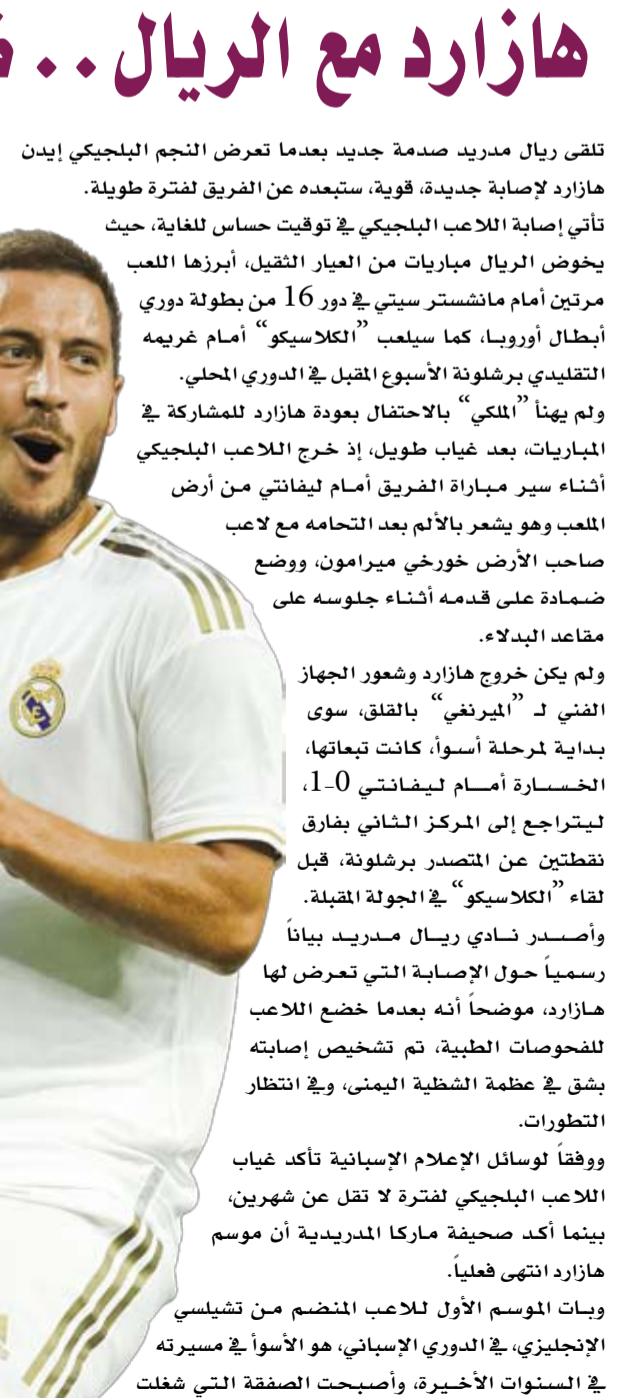 هازارد مع الريال . .
تلقى ريال مدريد صدمة جديد بعدما تعرض النجم البلجيكي إيدن
هازارد لإصابة جديدة، قوية، ستبعده عن الفريق لفترة طويلة.
تأتي إصابة اللاعب البلجيكي في توقيت حساس للغاية، حيث
يخوض الريال مباريات من العيار الثقيل، أبرزها اللعب
مرتين أمام مانشستر سيتي في دور 16 من بطولة دوري
أبطال أوروبا، كما سيلعب "الكلاسيكو" أمام غريمه
التقليدي برشلونة الأسبوع المقبل في الدوري المحلي.
ولم يهنأ "الملكي" بالاحتفال بعودة هازارد للمشاركة في
المباريات، بعد غياب طويل، إذ خرج اللاعب البلجيكي
أثناء سير مباراة الفريق أمام ليفانتي من أرض
الملعب وهو يشعر بالألم بعد التحامه مع لاعب
صاحب الأرض خورخي ميرامون، ووضع
ضمادة على قدمه أثناء جلوسه على
مقاعد البدلاء.
ولم يكن خروج هازارد وشعور الجهاز
الفني لـ "الميرنغي" بالقلق، سوى
بداية لمرحلة أسوأ، كانت تبعاتها،
الخسارة أمام ليفانتي 0-1،
ليتراجع إلى المركز الثاني بفارق
نقطتين عن المتصدر برشلونة، قبل
لقاء "الكلاسيكو" في الجولة المقبلة.
وأصدر نادي ريال مدريد بياناً
رسمياً حول الإصابة التي تعرض لها
هازارد، موضحاً أنه بعدما خضع اللاعب
للفحوصات الطبية، تم تشخيص إصابته
بشق في عظمة الشظية اليمنى، وفي انتظار
التطورات.
ووفقاً لوسائل الإعلام الإسبانية تأكد غياب
اللاعب البلجيكي لفترة لا تقل عن شهرين،
بينما أكد صحيفة ماركا المدريدية أن موسم
هازارد انتهى فعلياً.
وبات الموسم الأول للاعب المنضم من تشيلسي
الإنجليزي، في الدوري الإسباني، هو الأسوأ في مسيرته
في السنوات الأخيرة، وأصبحت الصفقة التي شغلت